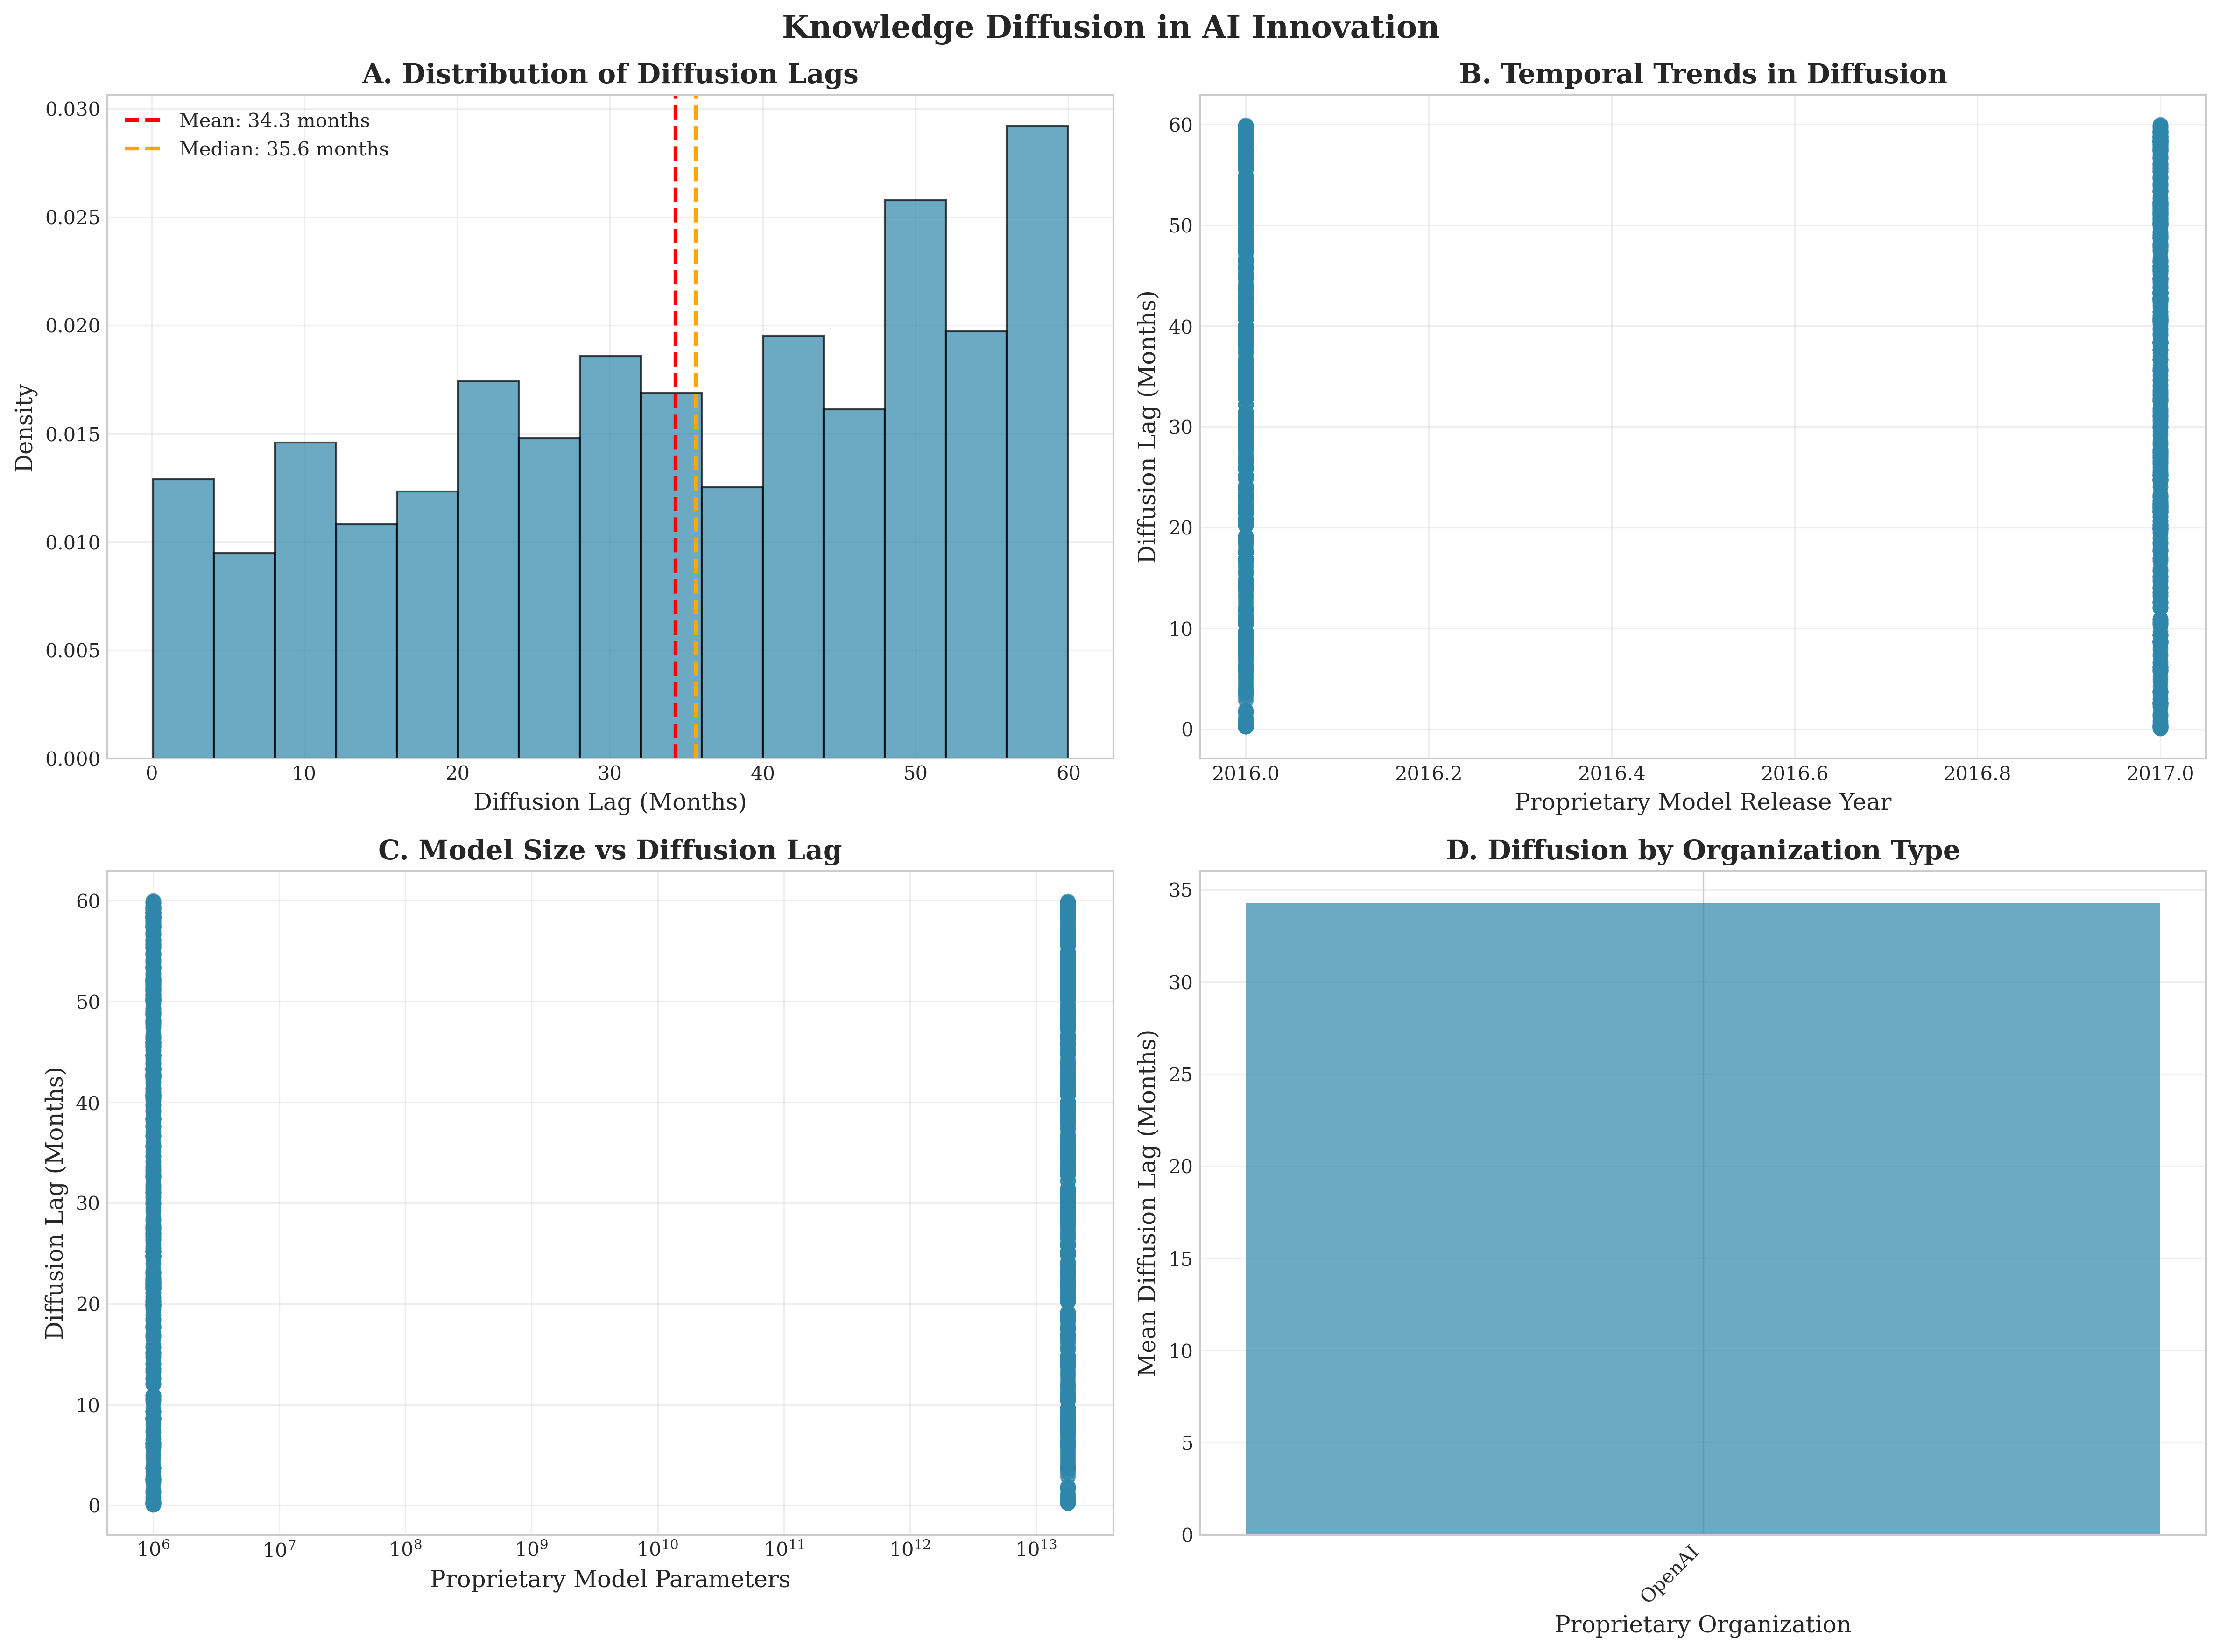 Knowledge Diffusion in AI Innovation
A. Distribution of Diffusion Lags
Mean: 34.3 months
Median: 35.6 months
Density
0.030
0.025
0.020
0.015
0.010
0.005
0.000
0 10 20 30 40 50 60
Diffusion Lag (Months)
B. Temporal Trends in Diffusion
Diffusion Lag (Months)
60
50
40
30
20
10
0
2016.0 2016.2 2016.4 2016.6 2016.8 2017.0
Proprietary Model Release Year
C. Model Size vs Diffusion Lag
Diffusion Lag (Months)
60
50
40
30
20
10
0
10⁶ 10⁷ 10⁸ 10⁹ 10¹⁰ 10¹¹ 10¹² 10¹³
Proprietary Model Parameters
D. Diffusion by Organization Type
Mean Diffusion Lag (Months)
35
30
25
20
15
10
5
0
OpenAI
Proprietary Organization